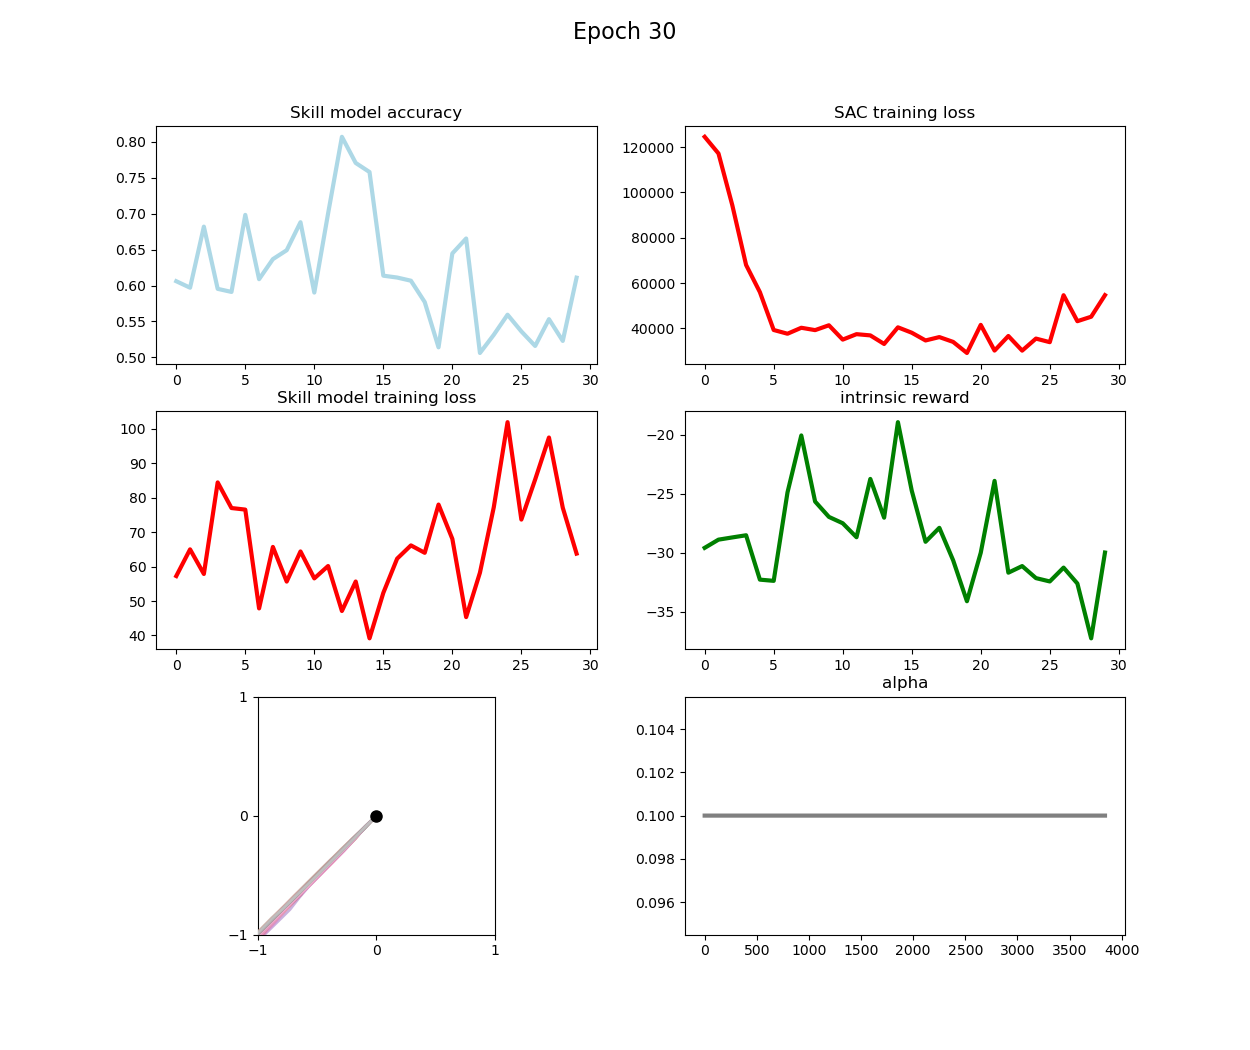 Epoch 30
Skill model accuracy
0.80
0.75
0.70
0.65
0.60
0.55
0.50
0 5 10 15 20 25 30
SAC training loss
120000
100000
80000
60000
40000
0 5 10 15 20 25 30
Skill model training loss
100
90
80
70
60
50
40
0 5 10 15 20 25 30
intrinsic reward
−20
−25
−30
−35
0 5 10 15 20 25 30
1
0
−1
−1 0 1
alpha
0.104
0.102
0.100
0.098
0.096
0 500 1000 1500 2000 2500 3000 3500 4000